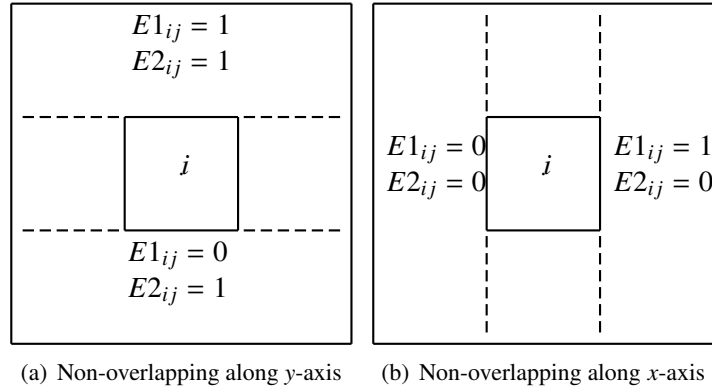 E1ij = 1
E2ij = 1
i
E1ij = 0
E2ij = 1
(a) Non-overlapping along y-axis
E1ij = 0
E2ij = 0
i
E1ij = 1
E2ij = 0
(b) Non-overlapping along x-axis